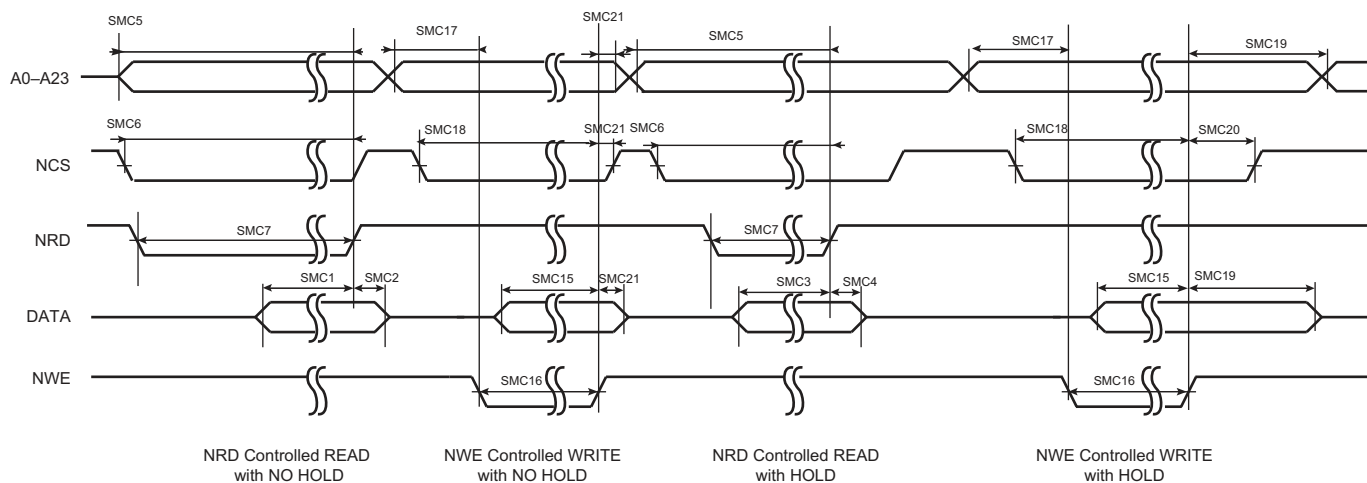 SMC5
SMC17
SMC21
SMC5
SMC17
SMC19
A0–A23
SMC6
SMC18
SMC21
SMC6
SMC18
SMC20
NCS
NRD
SMC7
SMC7
SMC1
SMC2
SMC15
SMC21
SMC3
SMC4
SMC15
SMC19
DATA
NWE
SMC16
SMC16
NRD Controlled READ
with NO HOLD
NWE Controlled WRITE
with NO HOLD
NRD Controlled READ
with HOLD
NWE Controlled WRITE
with HOLD